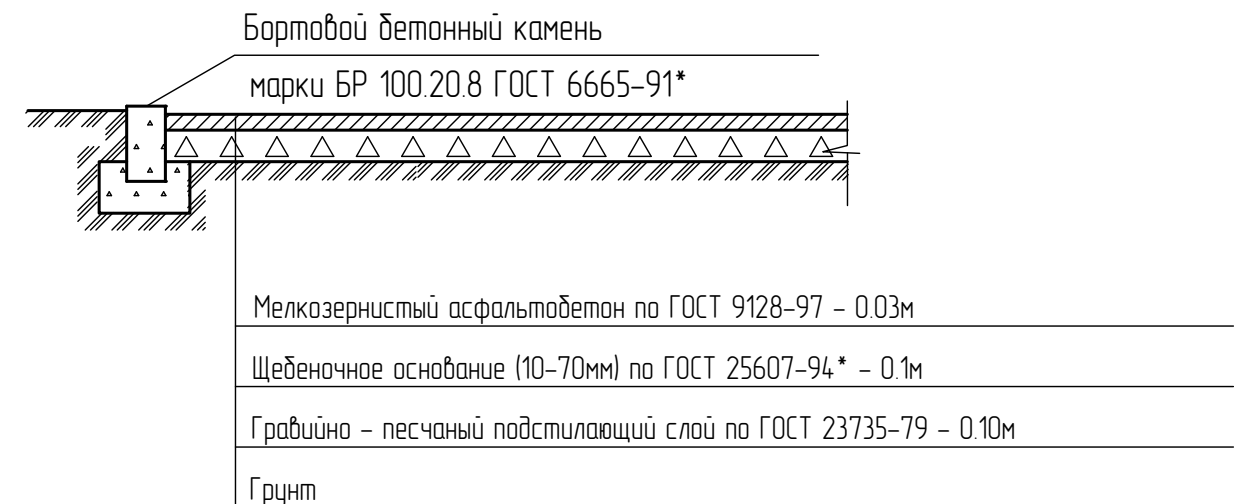 Бортовой бетонный камень
марки БР 100.20.8 ГОСТ 6665-91*
Мелкозернистый асфальтобетон по ГОСТ 9128-97 - 0.03м
Щебеночное основание (10-70мм) по ГОСТ 25607-94* - 0.1м
Гравийно - песчаный подстилающий слой по ГОСТ 23735-79 - 0.10м
Грунт